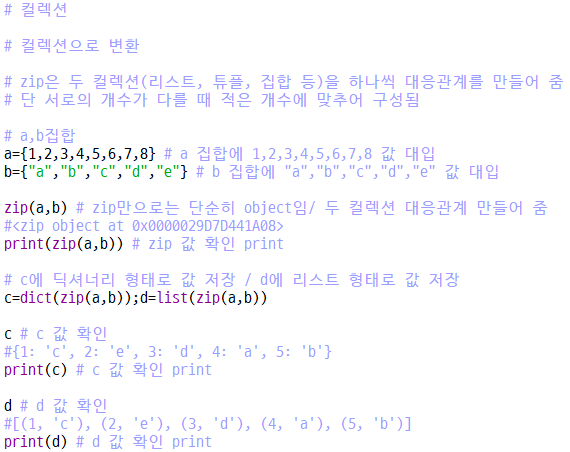 # 컬렉션
# 컬렉션으로 변환
# zip은 두 컬렉션(리스트, 튜플, 집합 등)을 하나씩 대응관계를 만들어 줌
# 단 서로의 개수가 다를 때 적은 개수에 맞추어 구성됨
# a,b집합
a={1,2,3,4,5,6,7,8} # a 집합에 1,2,3,4,5,6,7,8 값 대입
b={"a","b","c","d","e"} # b 집합에 "a","b","c","d","e" 값 대입
zip(a,b) # zip만으로는 단순히 object임/ 두 컬렉션 대응관계 만들어 줌
#<zip object at 0x0000029D7D441A08>
print(zip(a,b)) # zip 값 확인 print
# c에 딕셔너리 형태로 값 저장 / d에 리스트 형태로 값 저장
c=dict(zip(a,b));d=list(zip(a,b))
c # c 값 확인
#{1: 'c', 2: 'e', 3: 'd', 4: 'a', 5: 'b'}
print(c) # c 값 확인 print
d # d 값 확인
#[(1, 'c'), (2, 'e'), (3, 'd'), (4, 'a'), (5, 'b')]
print(d) # d 값 확인 print